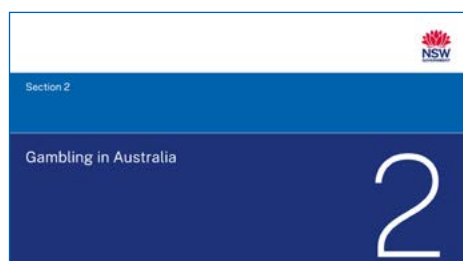 NSW
GOVERNMENT
Section 2
Gambling in Australia
2